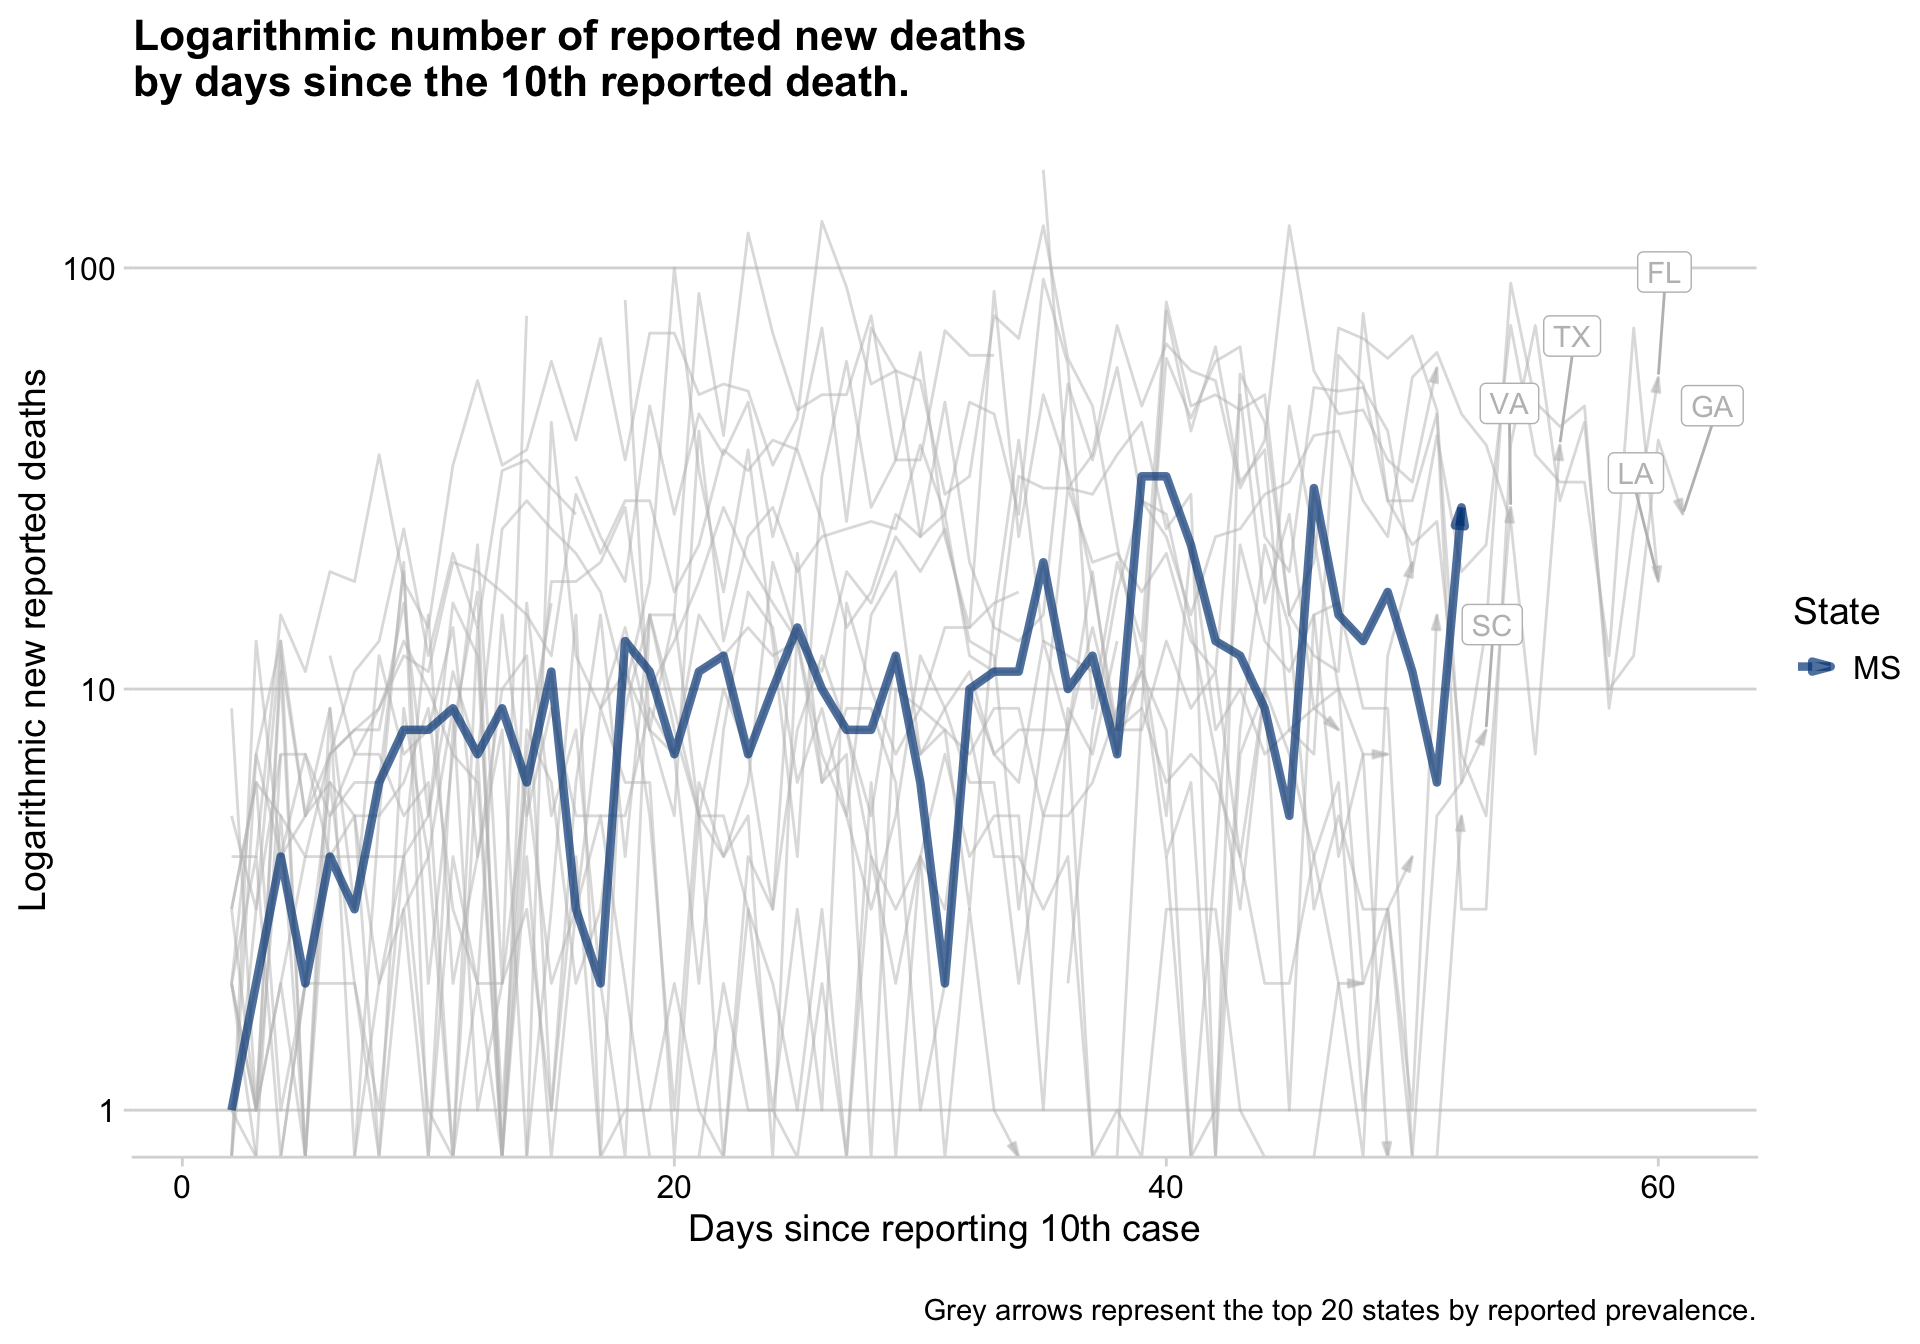 Logarithmic number of reported new deaths
by days since the 10th reported death.
Logarithmic new reported deaths
100
10
1
FL
TX
VA
GA
LA
SC
State
MS
0
20
40
60
Days since reporting 10th case
Grey arrows represent the top 20 states by reported prevalence.